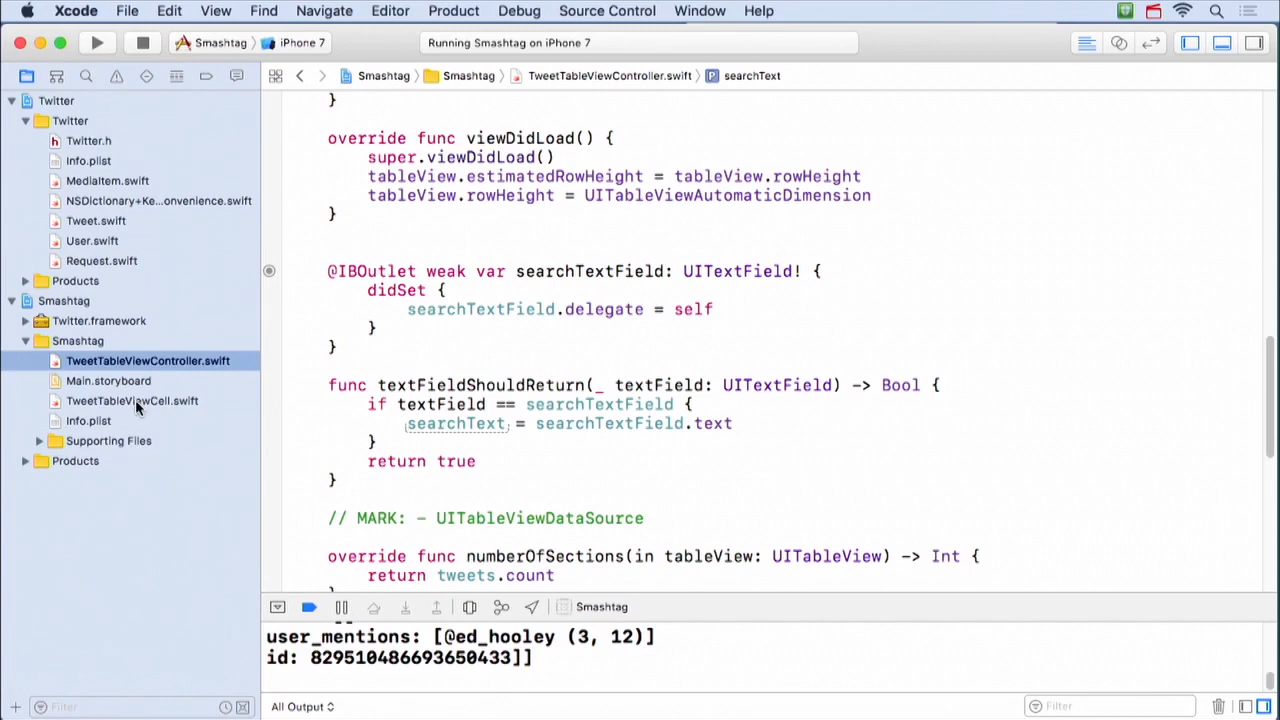 Xcode File Edit View Find Navigate Editor Product Debug Source Control Window Help
Smashtag iPhone 7 Running Smashtag on iPhone 7
Smashtag Smashtag TweetTableViewController.swift searchText
Twitter
Twitter
Twitter.h
Info.plist
MediaItem.swift
NSDictionary+Ke...onvenience.swift
Tweet.swift
User.swift
Request.swift
Products
Smashtag
Twitter.framework
Smashtag
TweetTableViewController.swift
Main.storyboard
TweetTableViewCell.swift
Info.plist
Supporting Files
Products
Filter
}
override func viewDidLoad() {
super.viewDidLoad()
tableView.estimatedRowHeight = tableView.rowHeight
tableView.rowHeight = UITableViewAutomaticDimension
}
@IBOutlet weak var searchTextField: UITextField! {
didSet {
searchTextField.delegate = self
}
}
func textFieldShouldReturn(_ textField: UITextField) -> Bool {
if textField == searchTextField {
searchText = searchTextField.text
}
return true
}
// MARK: - UITableViewDataSource
override func numberOfSections(in tableView: UITableView) -> Int {
return tweets.count
Smashtag
user_mentions: [@ed_hooley (3, 12)]
id: 829510486693650433]]
All Output Filter